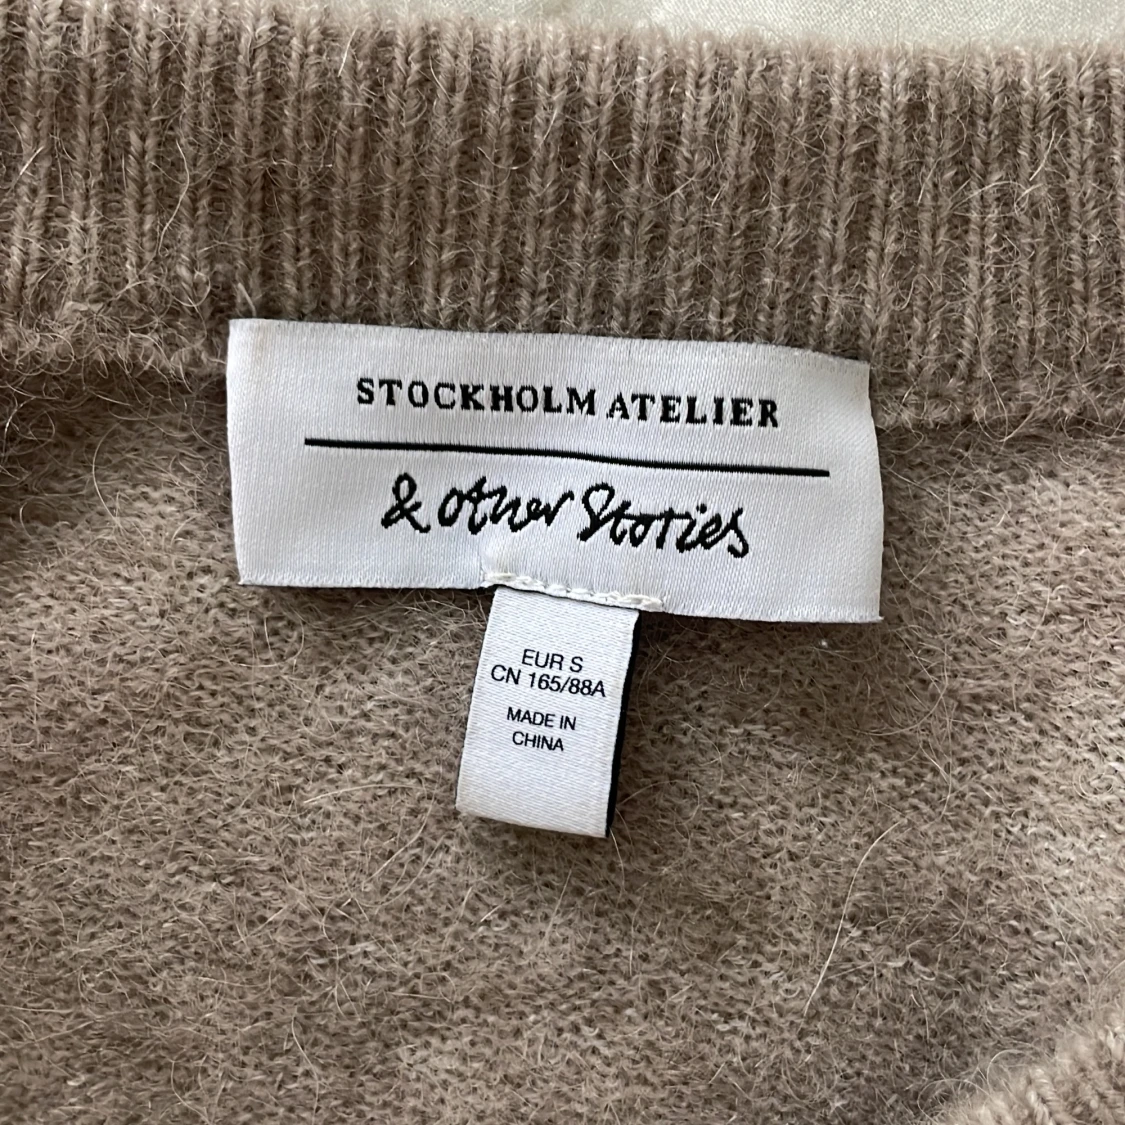 STOCKHOLM ATELIER
& other Stories
EUR S
CN 165/88A
MADE IN
CHINA